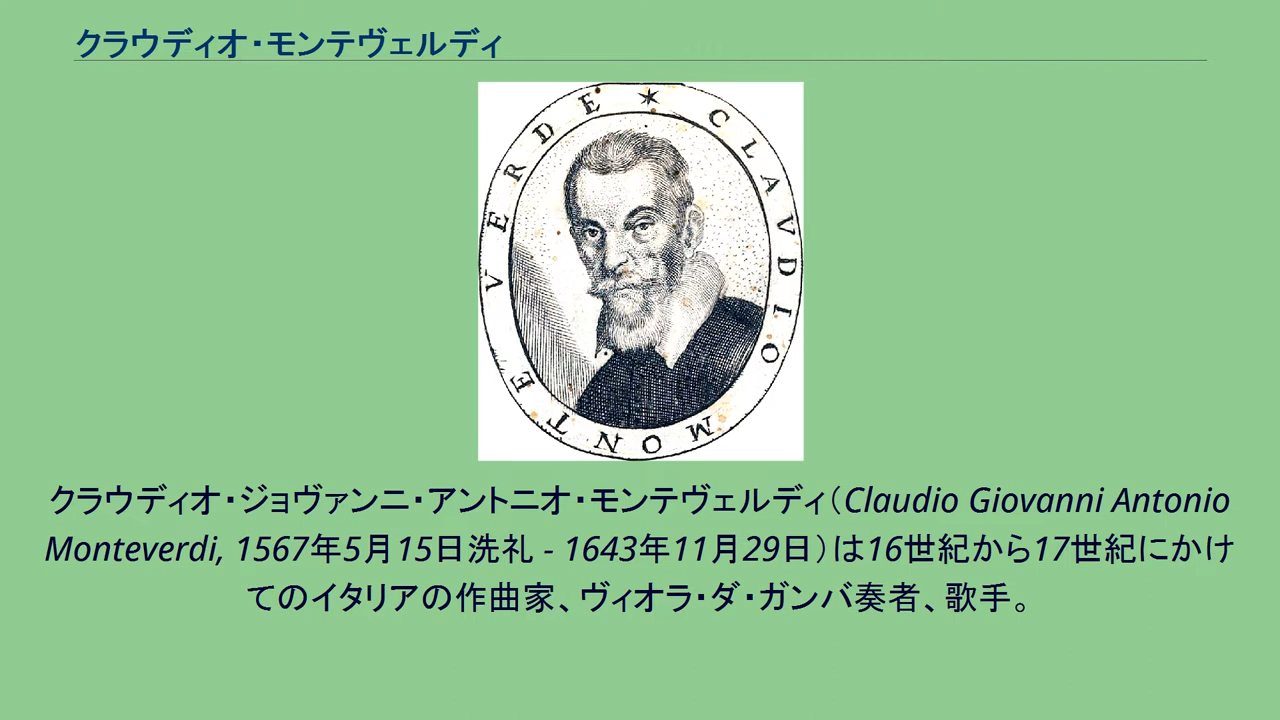 クラウディオ・モンテヴェルディ
CLAVDIO MONTE VERDE ★
クラウディオ・ジョヴァンニ・アントニオ・モンテヴェルディ（Claudio Giovanni Antonio
Monteverdi, 1567年5月15日洗礼 - 1643年11月29日）は16世紀から17世紀にかけ
てのイタリアの作曲家、ヴィオラ・ダ・ガンバ奏者、歌手。